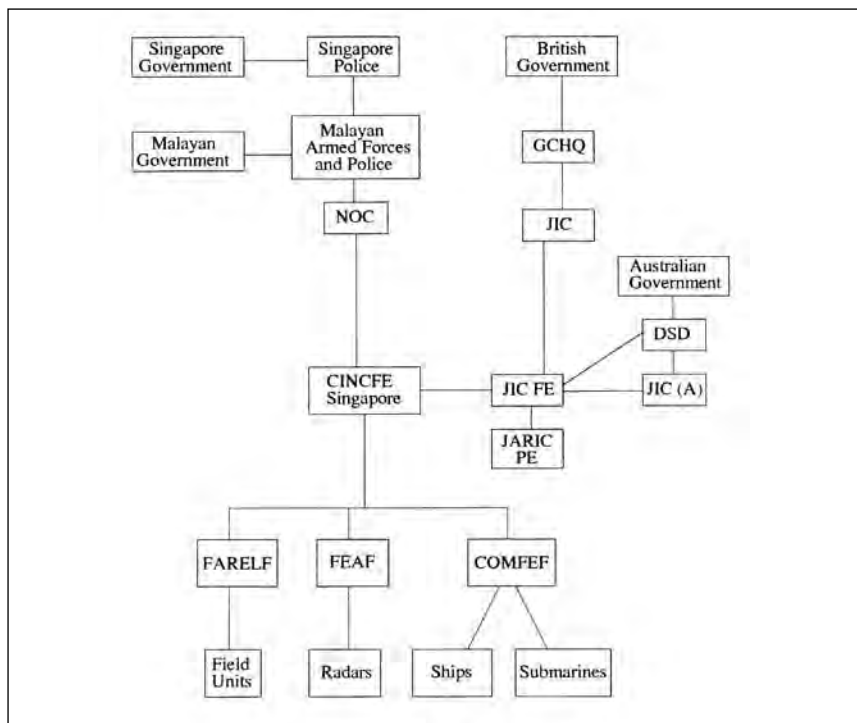 Singapore
Government
Singapore
Police
British
Government
Malayan
Government
Malayan
Armed Forces
and Police
GCHQ
NOC
JIC
Australian
Government
DSD
CINCFE
Singapore
JIC FE
JIC (A)
JARIC
PE
FARELF
FEAF
COMFEF
Field
Units
Radars
Ships
Submarines